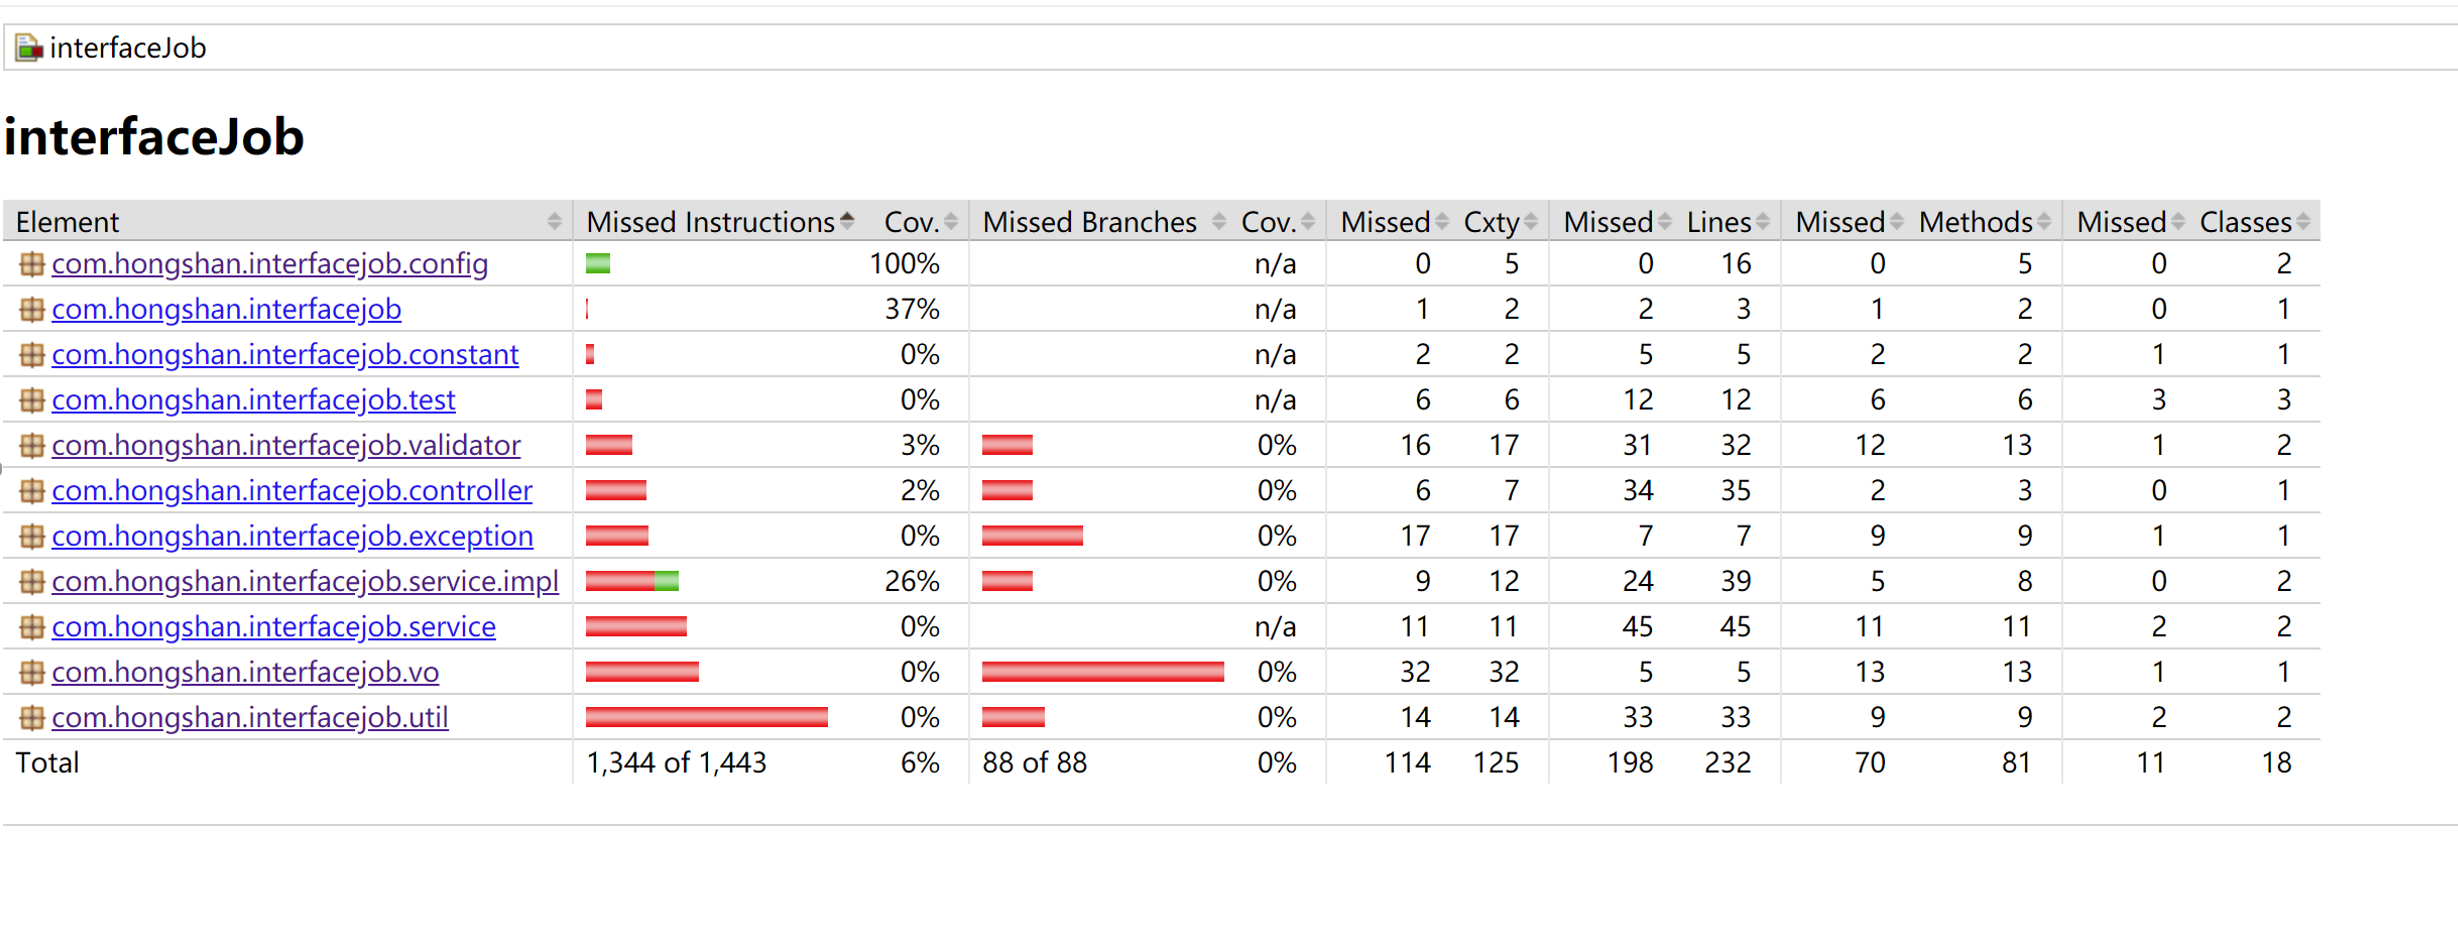 interfaceJob
interfaceJob
Element Missed Instructions Cov. Missed Branches Cov. Missed Cxty Missed Lines Missed Methods Missed Classes
com.hongshan.interfacejob.config 100% n/a 0 5 0 16 0 5 0 2
com.hongshan.interfacejob 37% n/a 1 2 2 3 1 2 0 1
com.hongshan.interfacejob.constant 0% n/a 2 2 5 5 2 2 1 1
com.hongshan.interfacejob.test 0% n/a 6 6 12 12 6 6 3 3
com.hongshan.interfacejob.validator 3% 0% 16 17 31 32 12 13 1 2
com.hongshan.interfacejob.controller 2% 0% 6 7 34 35 2 3 0 1
com.hongshan.interfacejob.exception 0% 0% 17 17 7 7 9 9 1 1
com.hongshan.interfacejob.service.impl 26% 0% 9 12 24 39 5 8 0 2
com.hongshan.interfacejob.service 0% n/a 11 11 45 45 11 11 2 2
com.hongshan.interfacejob.vo 0% 0% 32 32 5 5 13 13 1 1
com.hongshan.interfacejob.util 0% 0% 14 14 33 33 9 9 2 2
Total 1,344 of 1,443 6% 88 of 88 0% 114 125 198 232 70 81 11 18